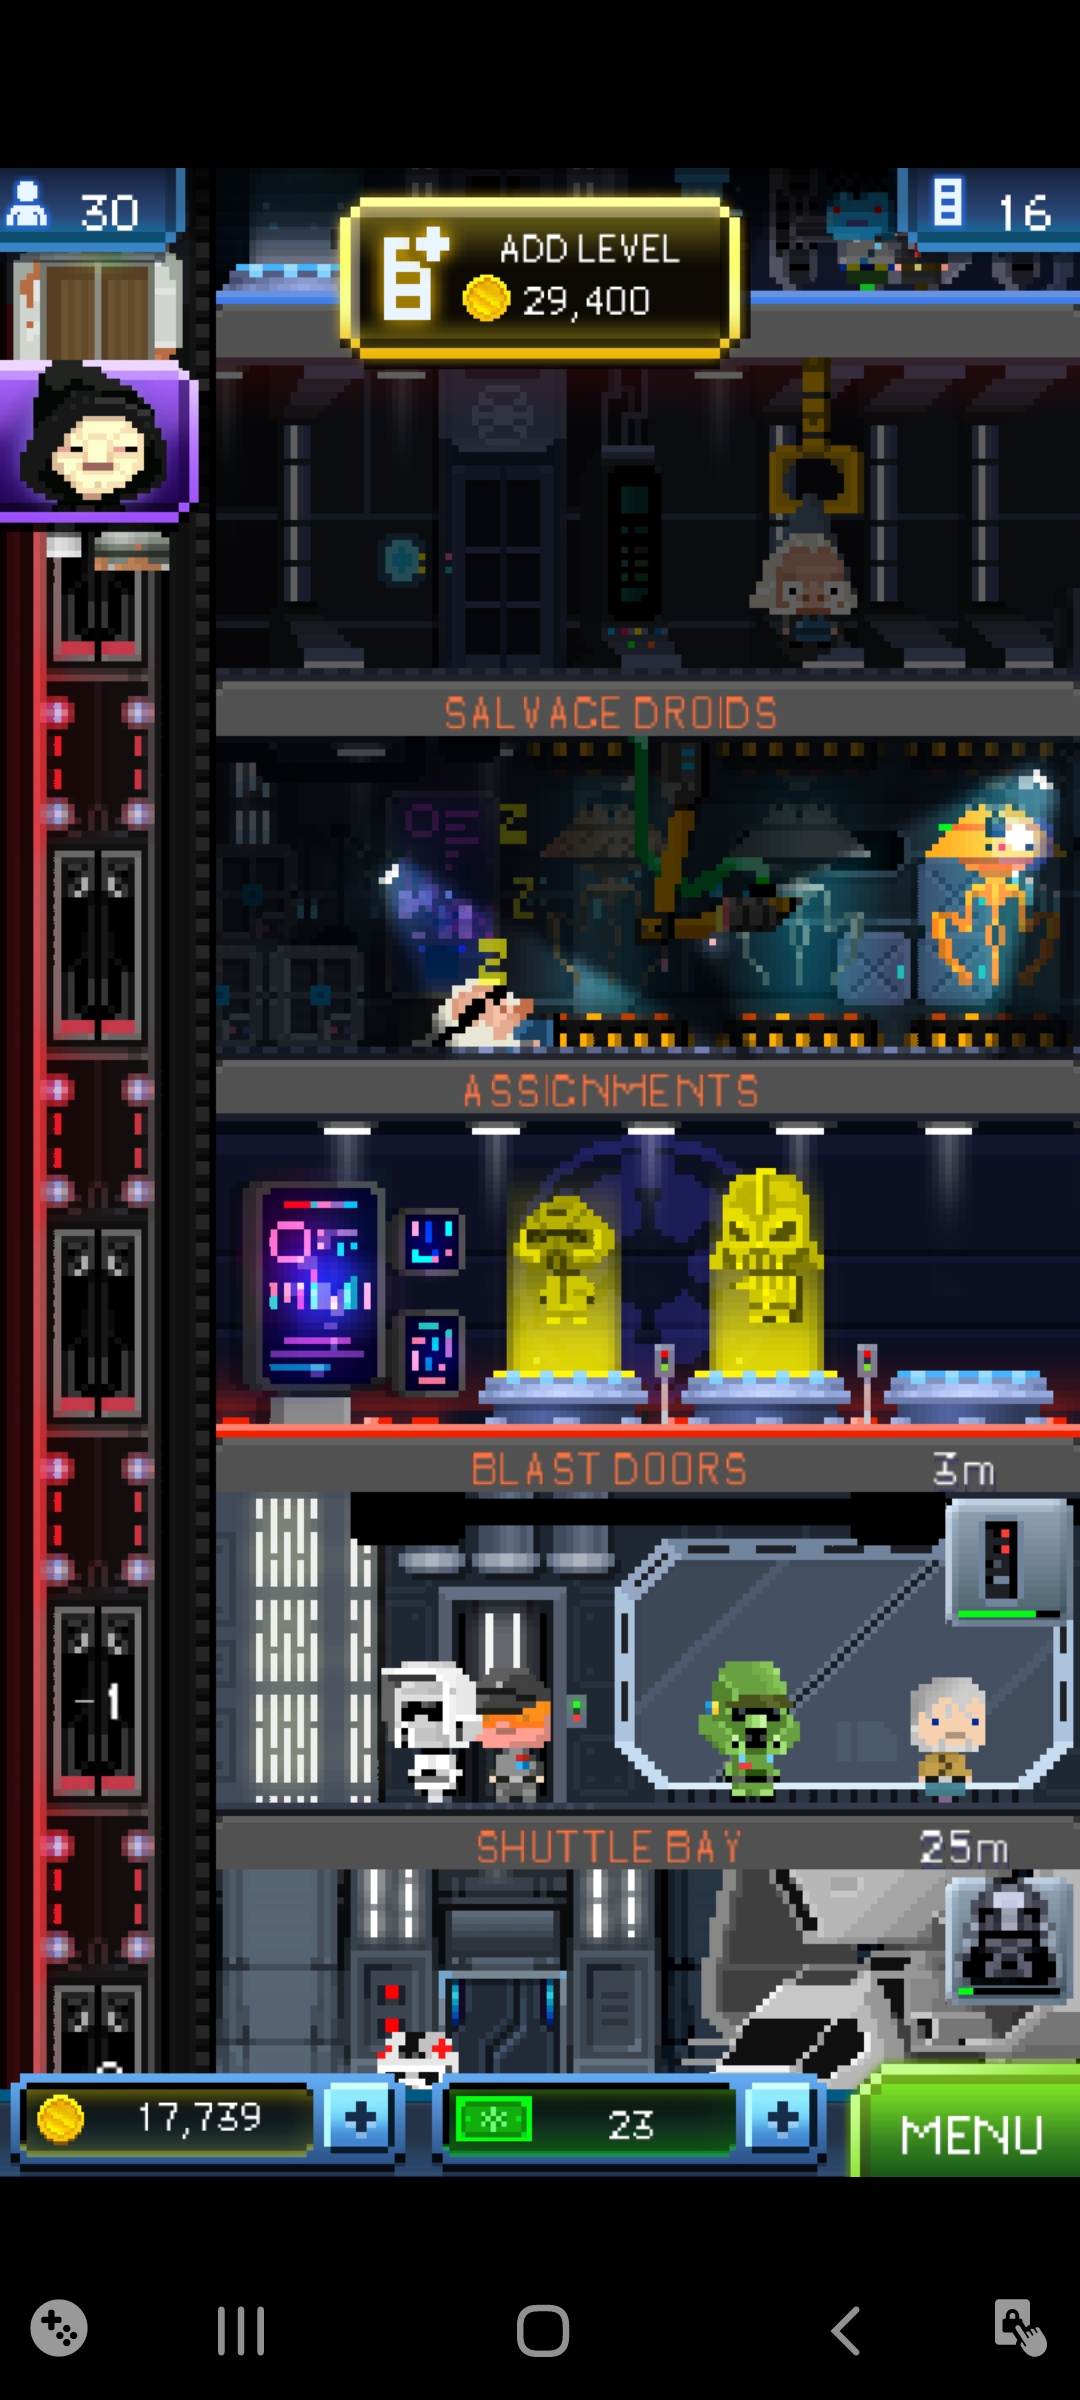 30
16
ADD LEVEL
29,400
SALVAGE DROIDS
Z
Z
Z
ASSIGNMENTS
BLAST DOORS 3m
-1
SHUTTLE BAY 25m
17,739
23
MENU